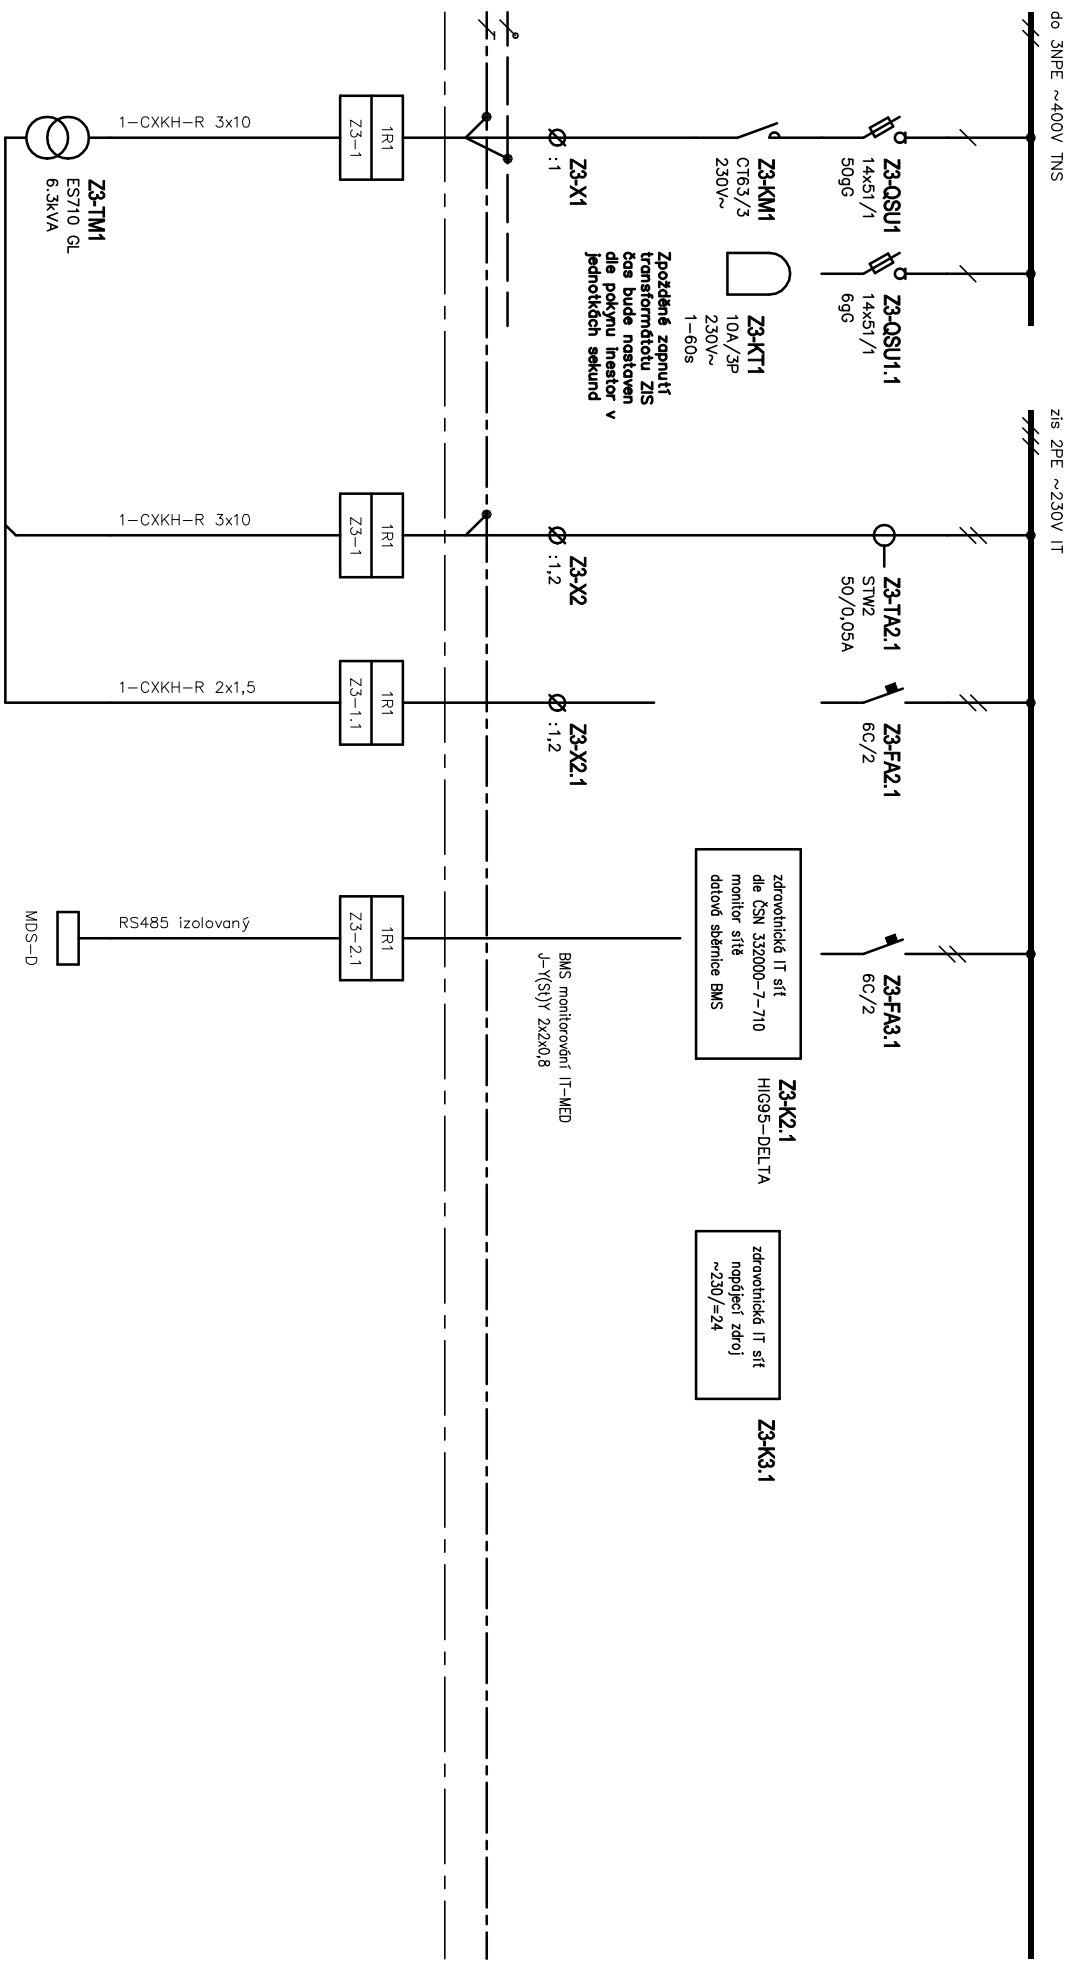 do 3NPE ~400V TNS
zis 2PE ~230V IT
Z3-QSU1
14x51/1
50gG
Z3-QSU1.1
14x51/1
6gG
Z3-TA2.1
STW2
50/0,05A
Z3-FA2.1
6C/2
Z3-FA3.1
6C/2
Z3-KM1
CT63/3
230V~
Z3-KT1
10A/3P
230V~
1-60s
zdravotnická IT síť
dle ČSN 332000-7-710
monitor sítě
datová sběrnice BMS
Z3-K2.1
HIG95-DELTA
zdravotnická IT síť
napájecí zdroj
~230/=24
Z3-K3.1
Zpožděné zapnutí
transformátotu ZIS
čas bude nastaven
dle pokynu inestor v
jednotkách sekund
Z3-X1
:1
Z3-X2
:1,2
Z3-X2.1
:1,2
BMS monitorování IT-MED
J-Y(St)Y 2x2x0,8
1R1
Z3-1
1R1
Z3-1
1R1
Z3-1.1
1R1
Z3-2.1
1-CXKH-R 3x10
1-CXKH-R 3x10
1-CXKH-R 2x1,5
RS485 izolovaný
Z3-TM1
ES710 GL
6.3kVA
MDS-D